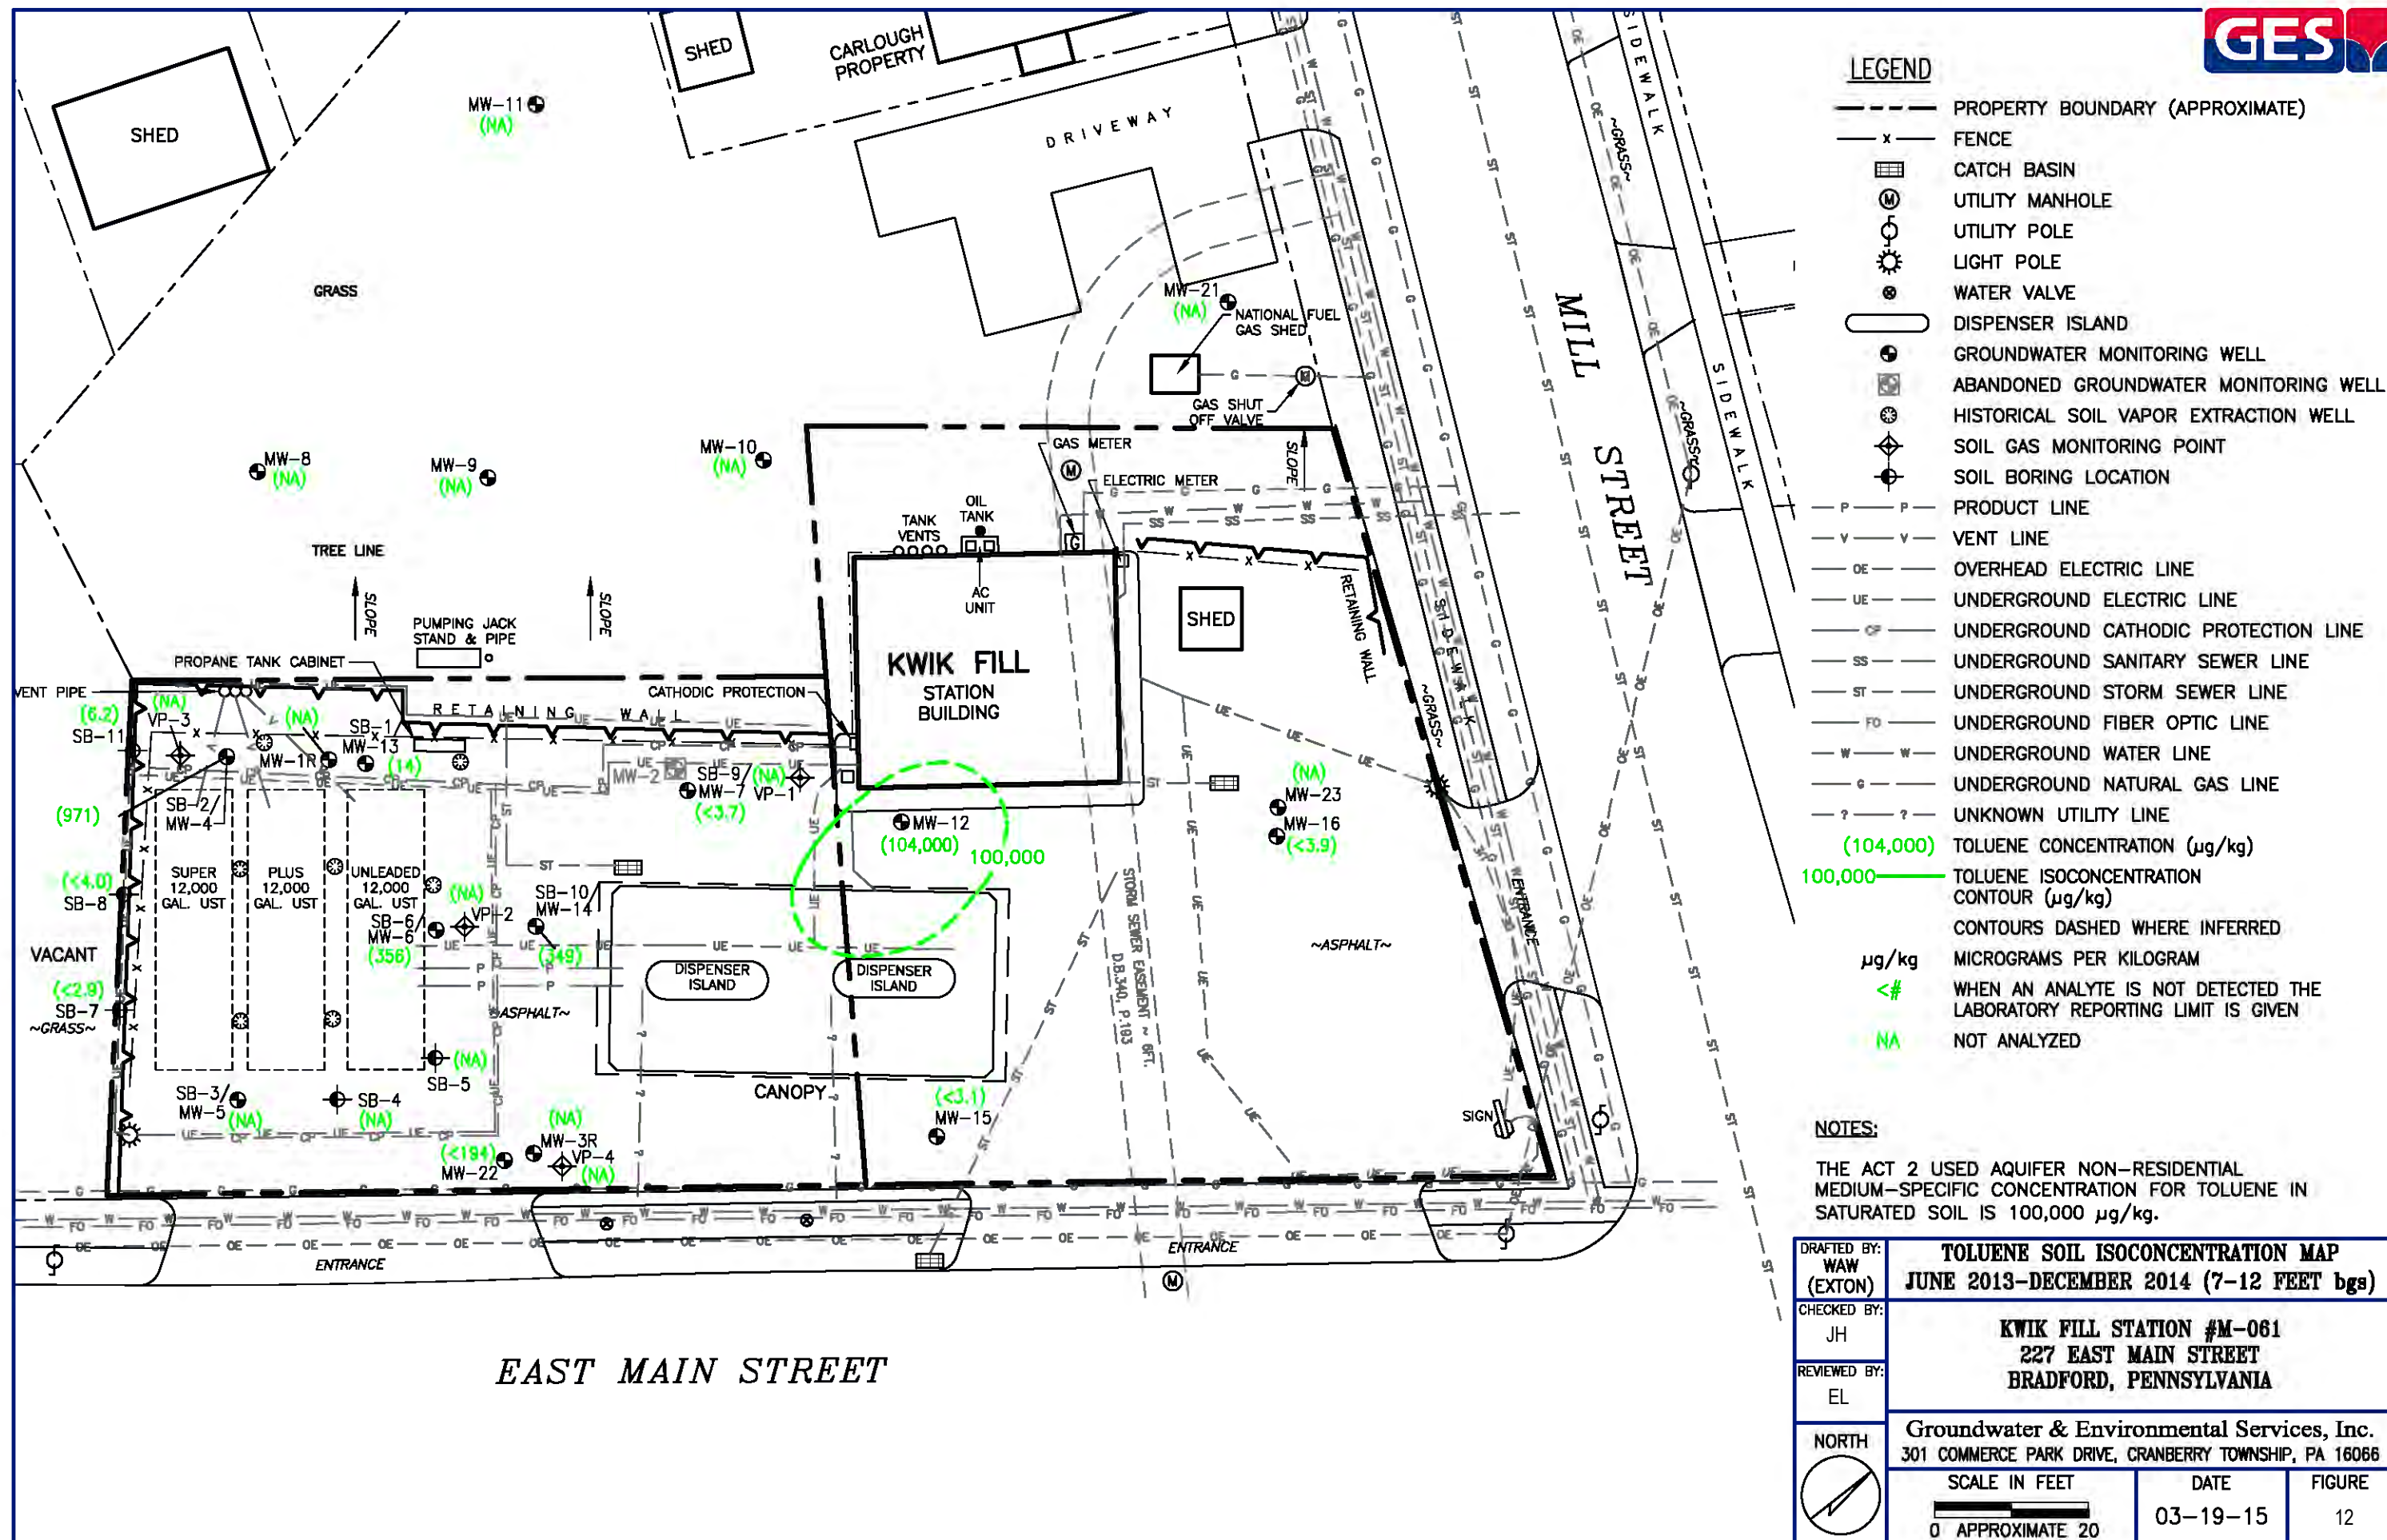 GES
LEGEND
PROPERTY BOUNDARY (APPROXIMATE)
x FENCE
CATCH BASIN
M UTILITY MANHOLE
UTILITY POLE
LIGHT POLE
WATER VALVE
DISPENSER ISLAND
GROUNDWATER MONITORING WELL
ABANDONED GROUNDWATER MONITORING WELL
HISTORICAL SOIL VAPOR EXTRACTION WELL
SOIL GAS MONITORING POINT
SOIL BORING LOCATION
P P PRODUCT LINE
V V VENT LINE
OE OVERHEAD ELECTRIC LINE
UE UNDERGROUND ELECTRIC LINE
CP UNDERGROUND CATHODIC PROTECTION LINE
SS UNDERGROUND SANITARY SEWER LINE
ST UNDERGROUND STORM SEWER LINE
FO UNDERGROUND FIBER OPTIC LINE
W W UNDERGROUND WATER LINE
G UNDERGROUND NATURAL GAS LINE
? ? UNKNOWN UTILITY LINE
(104,000) TOLUENE CONCENTRATION (µg/kg)
100,000 TOLUENE ISOCONCENTRATION
CONTOUR (µg/kg)
CONTOURS DASHED WHERE INFERRED
µg/kg MICROGRAMS PER KILOGRAM
<# WHEN AN ANALYTE IS NOT DETECTED THE
LABORATORY REPORTING LIMIT IS GIVEN
NA NOT ANALYZED
NOTES:
THE ACT 2 USED AQUIFER NON-RESIDENTIAL
MEDIUM-SPECIFIC CONCENTRATION FOR TOLUENE IN
SATURATED SOIL IS 100,000 µg/kg.
DRAFTED BY:
WAW
(EXTON)
TOLUENE SOIL ISOCONCENTRATION MAP
JUNE 2013-DECEMBER 2014 (7-12 FEET bgs)
CHECKED BY:
JH
KWIK FILL STATION #M-061
227 EAST MAIN STREET
BRADFORD, PENNSYLVANIA
REVIEWED BY:
EL
NORTH
Groundwater & Environmental Services, Inc.
301 COMMERCE PARK DRIVE, CRANBERRY TOWNSHIP, PA 16066
SCALE IN FEET
0 APPROXIMATE 20
DATE
03-19-15
FIGURE
12
SHED
SHED
CARLOUGH
PROPERTY
DRIVEWAY
MW-11
(NA)
GRASS
MW-21
(NA)
NATIONAL FUEL
GAS SHED
GAS SHUT
OFF VALVE
MILL STREET
SIDEWALK
SIDEWALK
SIDEWALK
~GRASS~
~GRASS~
~GRASS~
MW-8
(NA)
MW-9
(NA)
MW-10
(NA)
GAS METER
ELECTRIC METER
SLOPE
OIL
TANK
TANK
VENTS
AC
UNIT
TREE LINE
SLOPE
SLOPE
PUMPING JACK
STAND & PIPE
SHED
RETAINING WALL
KWIK FILL
STATION
BUILDING
PROPANE TANK CABINET
CATHODIC PROTECTION
VENT PIPE
RETAINING WALL
(6.2)
SB-11
(NA)
VP-3
(NA)
MW-1R
SB-1
MW-13
(14)
MW-2
SB-9/
MW-7
(<3.7)
(NA)
VP-1
(971)
SB-2/
MW-4
MW-12
(104,000)
100,000
(NA)
MW-23
MW-16
(<3.9)
SUPER
12,000
GAL. UST
PLUS
12,000
GAL. UST
UNLEADED
12,000
GAL. UST
(<4.0)
SB-8
(NA)
VP-2
SB-6/
MW-6
(356)
SB-10/
MW-14
(349)
VACANT
(<2.9)
SB-7
~GRASS~
DISPENSER
ISLAND
DISPENSER
ISLAND
~ASPHALT~
~ASPHALT~
STORM SEWER EASEMENT ~ 6FT.
D.B.340, P.193
ENTRANCE
SB-5
(NA)
SB-3/
MW-5
(NA)
SB-4
(NA)
CANOPY
(<3.1)
MW-15
SIGN
(NA)
MW-3R
VP-4
(NA)
(<194)
MW-22
ENTRANCE
ENTRANCE
EAST MAIN STREET